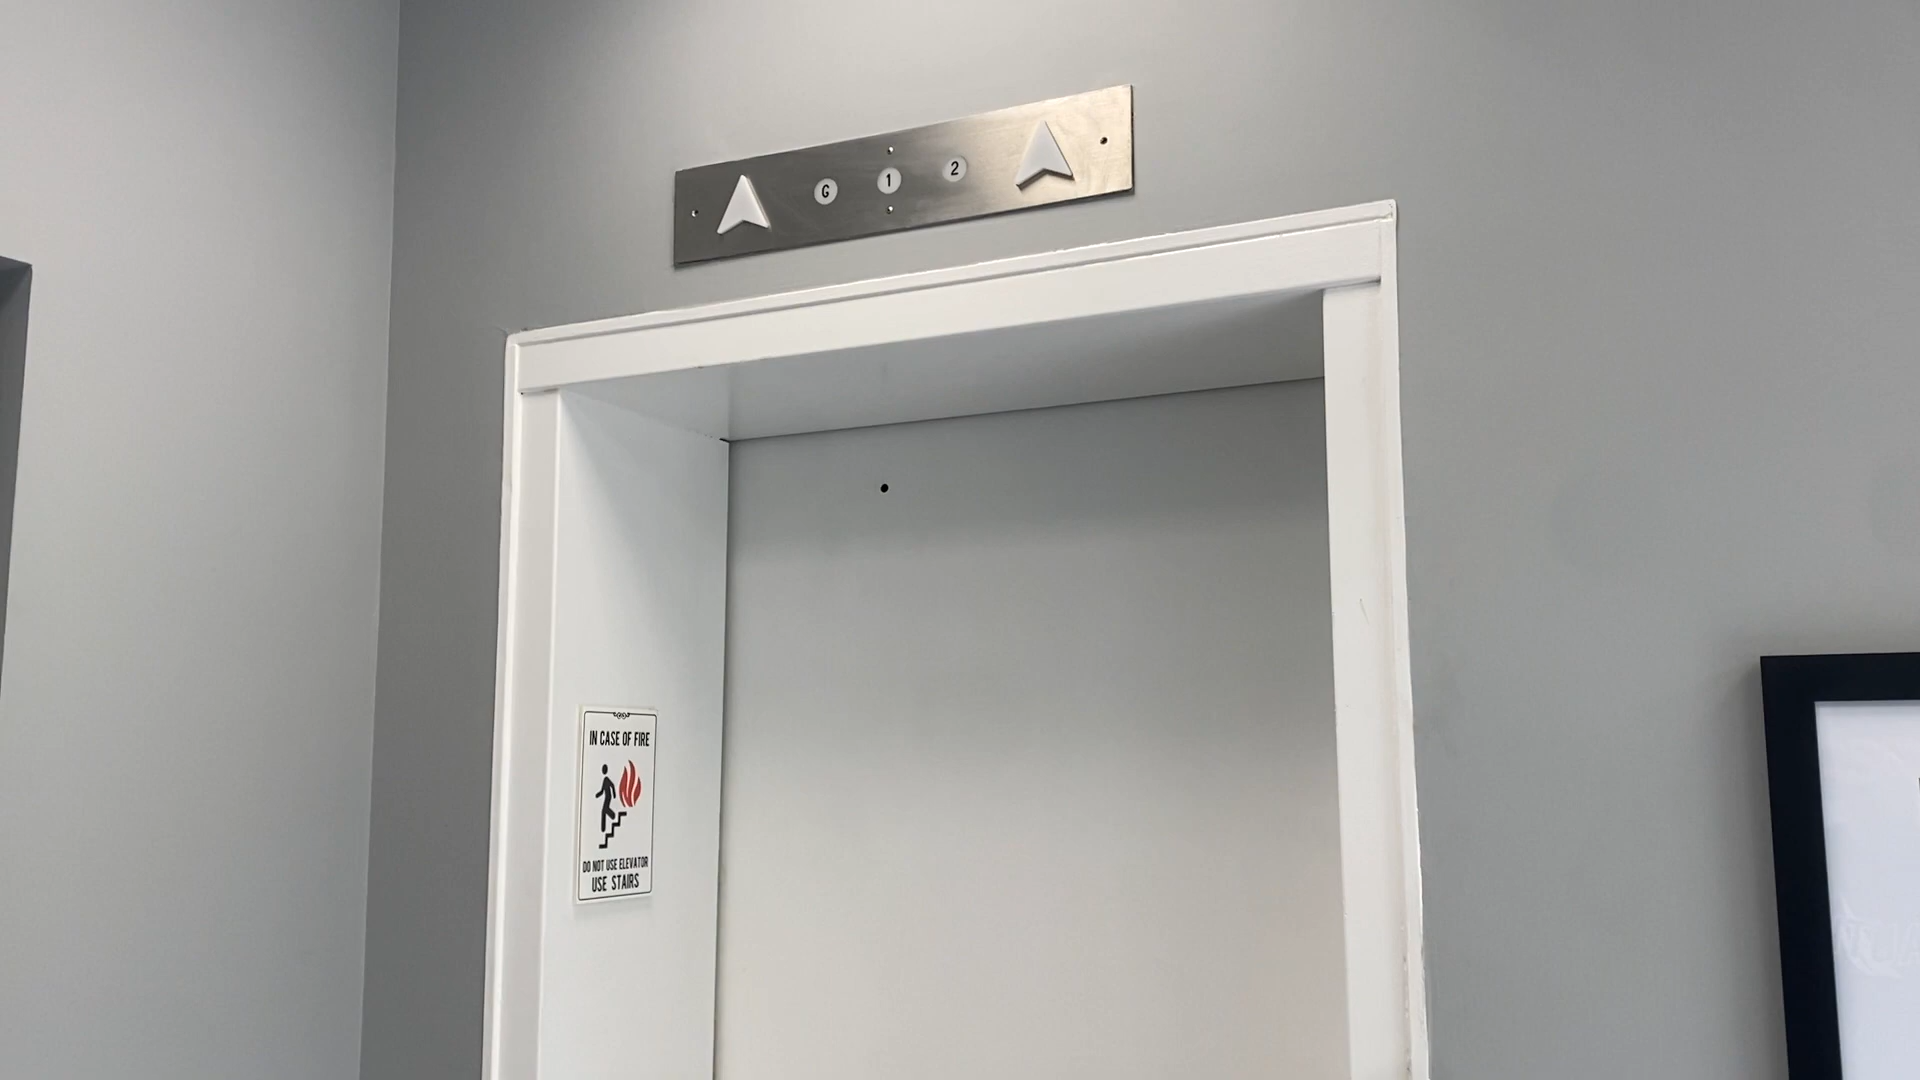 G 1 2
IN CASE OF FIRE
DO NOT USE ELEVATOR
USE STAIRS